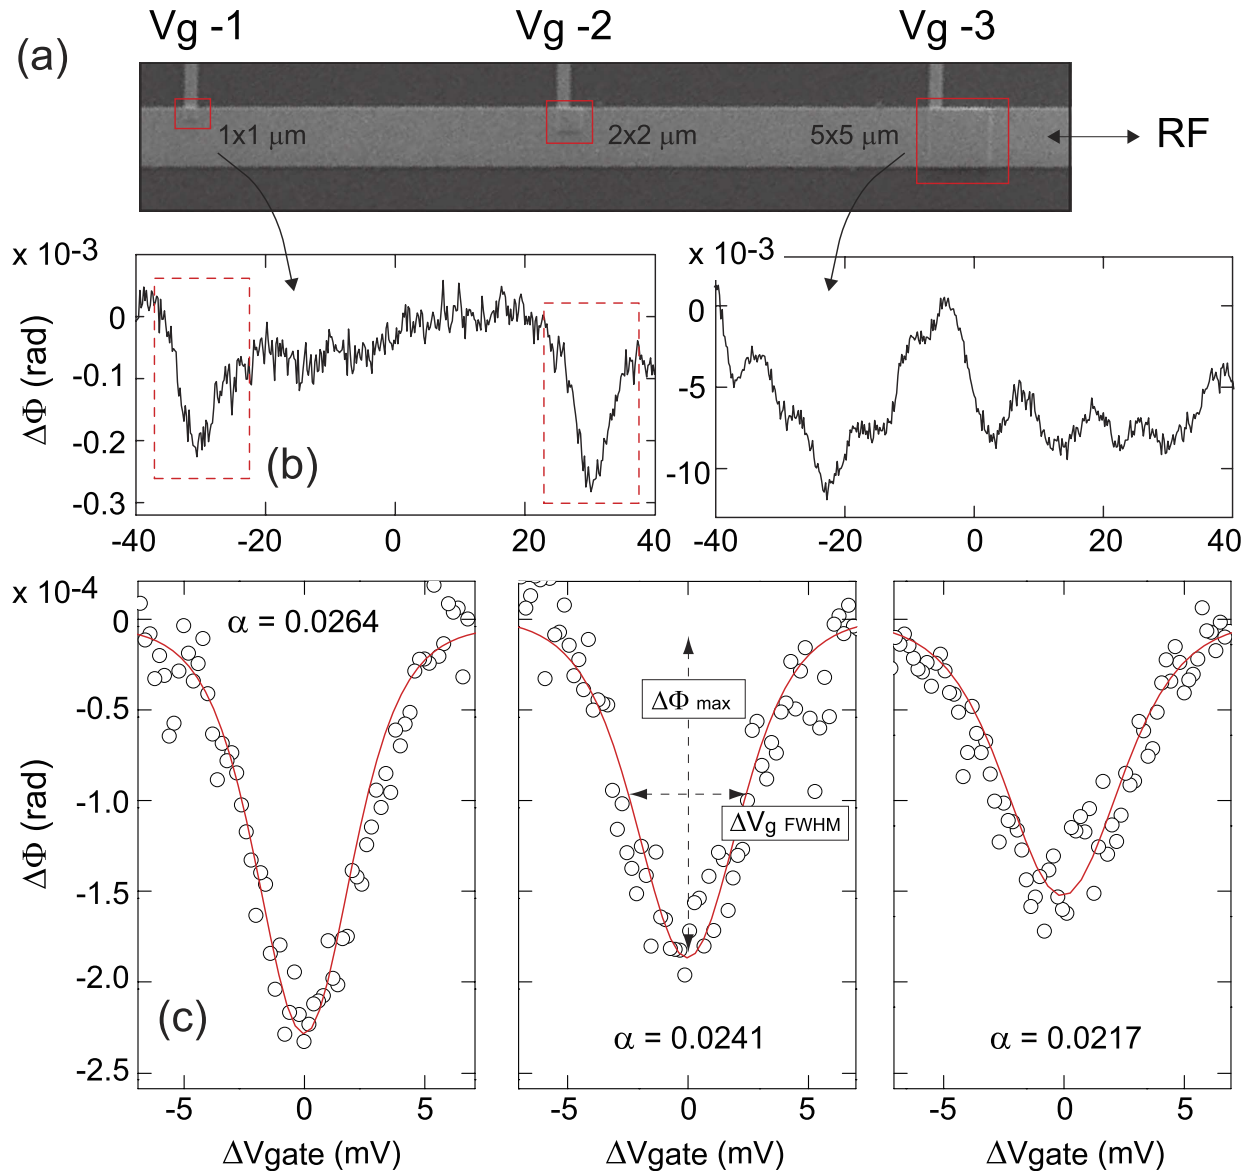 Vg -1 Vg -2 Vg -3
(a)
1x1 μm 2x2 μm 5x5 μm RF
x 10-3 x 10-3
0
-0.1
-0.2
-0.3
ΔΦ (rad)
(b)
-40 -20 0 20 40
0
-5
-10
-40 -20 0 20 40
x 10-4
0
-0.5
-1.0
-1.5
-2.0
-2.5
ΔΦ (rad)
α = 0.0264
(c)
ΔΦ max
ΔVg FWHM
α = 0.0241
α = 0.0217
-5 0 5 -5 0 5 -5 0 5
ΔVgate (mV) ΔVgate (mV) ΔVgate (mV)